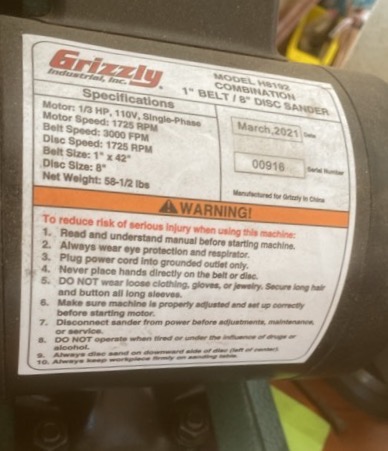 Grizzly
Industrial, Inc.
MODEL H8192
COMBINATION
1" BELT / 8" DISC SANDER
Specifications
Motor: 1/3 HP, 110V, Single-Phase
Motor Speed: 1725 RPM
Belt Speed: 3000 FPM
Disc Speed: 1725 RPM
Belt Size: 1" x 42"
Disc Size: 8"
Net Weight: 58-1/2 lbs
March,2021 Date
00916 Serial Number
Manufactured for Grizzly in China
WARNING!
To reduce risk of serious injury when using this machine:
1. Read and understand manual before starting machine.
2. Always wear eye protection and respirator.
3. Plug power cord into grounded outlet only.
4. Never place hands directly on the belt or disc.
5. DO NOT wear loose clothing, gloves, or jewelry. Secure long hair
and button all long sleeves.
6. Make sure machine is properly adjusted and set up correctly
before starting motor.
7. Disconnect sander from power before adjustments, maintenance,
or service.
8. DO NOT operate when tired or under the influence of drugs or
alcohol.
9. Always disc sand on downward side of disc (left of center).
10. Always keep workpiece firmly on sanding table.